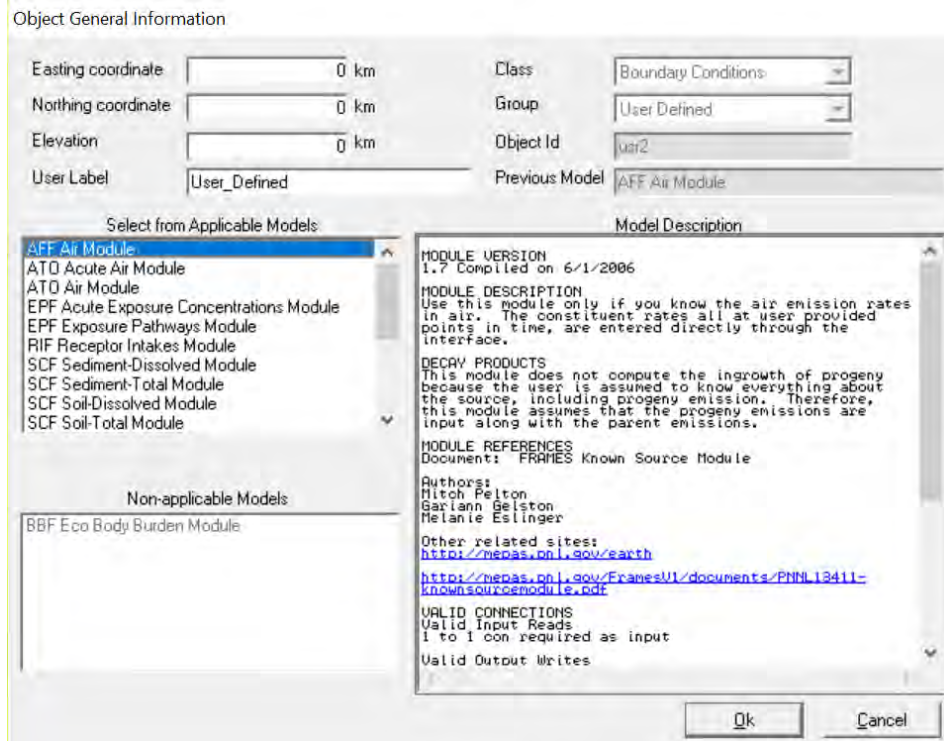 Object General Information
Easting coordinate 0 km Class Boundary Conditions
Northing coordinate 0 km Group User Defined
Elevation 0 km Object Id usr2
User Label User_Defined Previous Model AFF Air Module
Select from Applicable Models
AFF Air Module
ATO Acute Air Module
ATO Air Module
EPF Acute Exposure Concentrations Module
EPF Exposure Pathways Module
RIF Receptor Intakes Module
SCF Sediment-Dissolved Module
SCF Sediment-Total Module
SCF Soil-Dissolved Module
SCF Soil-Total Module
Non-applicable Models
BBF Eco Body Burden Module
Model Description
MODULE VERSION
1.7 Compiled on 6/1/2006
MODULE DESCRIPTION
Use this module only if you know the air emission rates
in air. The constituent rates all at user provided
points in time, are entered directly through the
interface.
DECAY PRODUCTS
This module does not compute the ingrowth of progeny
because the user is assumed to know everything about
the source, including progeny emission. Therefore,
this module assumes that the progeny emissions are
input along with the parent emissions.
MODULE REFERENCES
Document: FRAMES Known Source Module
Authors:
Mitch Pelton
Gariann Gelston
Melanie Eslinger
Other related sites:
http://mepas.pnl.gov/earth
http://mepas.pnl.gov/FramesV1/documents/PNNL13411-
knownsourcemodule.pdf
VALID CONNECTIONS
Valid Input Reads
1 to 1 con required as input
Valid Output Writes
Ok Cancel